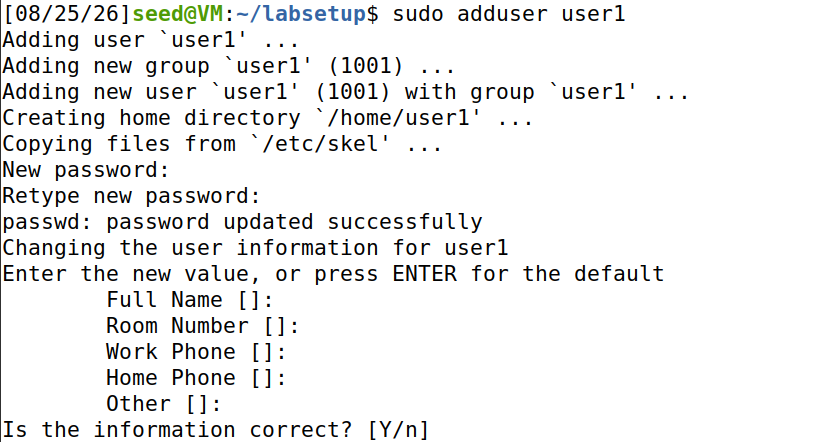 [08/25/26]seed@VM:~/labsetup$ sudo adduser user1
Adding user `user1' ...
Adding new group `user1' (1001) ...
Adding new user `user1' (1001) with group `user1' ...
Creating home directory `/home/user1' ...
Copying files from `/etc/skel' ...
New password:
Retype new password:
passwd: password updated successfully
Changing the user information for user1
Enter the new value, or press ENTER for the default
        Full Name []:
        Room Number []:
        Work Phone []:
        Home Phone []:
        Other []:
Is the information correct? [Y/n]